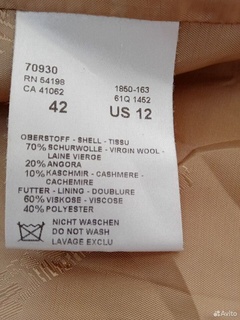 70930
RN 54198
CA 41052
42
1850-163
61Q 1452
US 12
OBERSTOFF - SHELL - TISSU
70% SCHURWOLLE - VIRGIN WOOL -
LAINE VIERGE
20% ANGORA
10% KASCHMIR - CASHMERE -
CACHEMIRE
FUTTER - LINING - DOUBLURE
60% VISKOSE - VISCOSE
40% POLYESTER
NICHT WASCHEN
DO NOT WASH
LAVAGE EXCLU
Avito